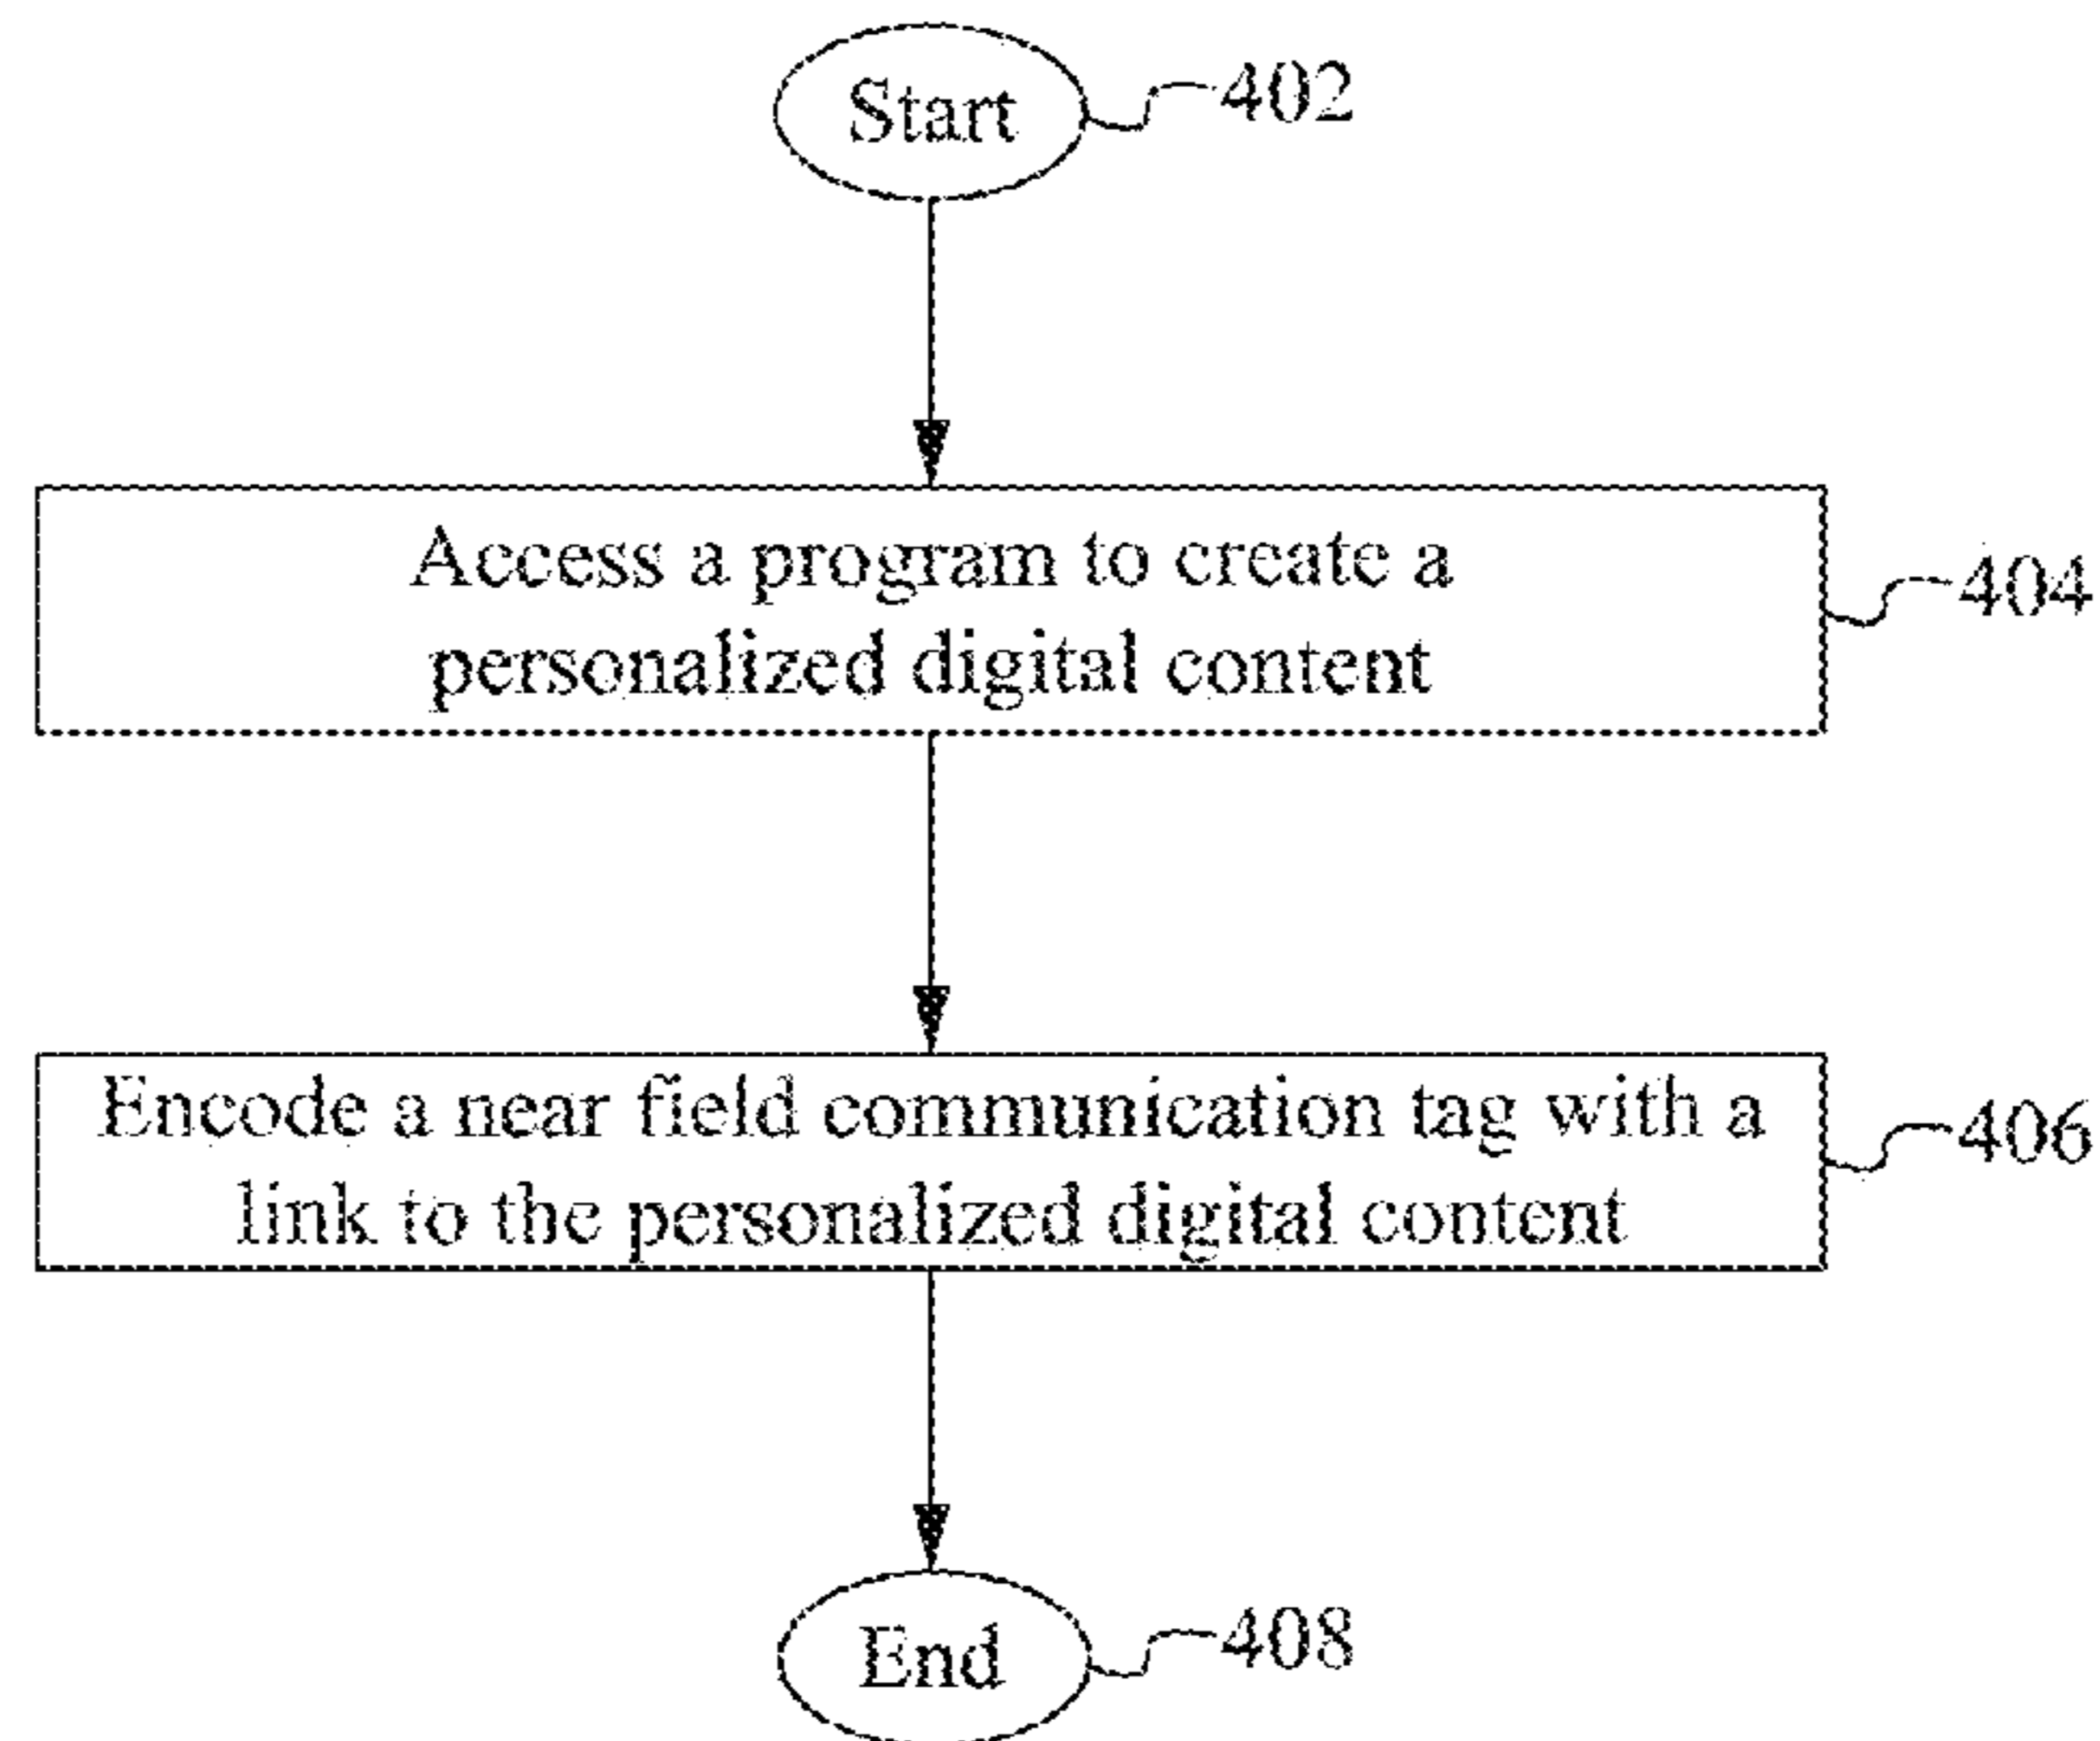 Start
402
Access a program to create a
personalized digital content
404
Encode a near field communication tag with a
link to the personalized digital content
406
End
408